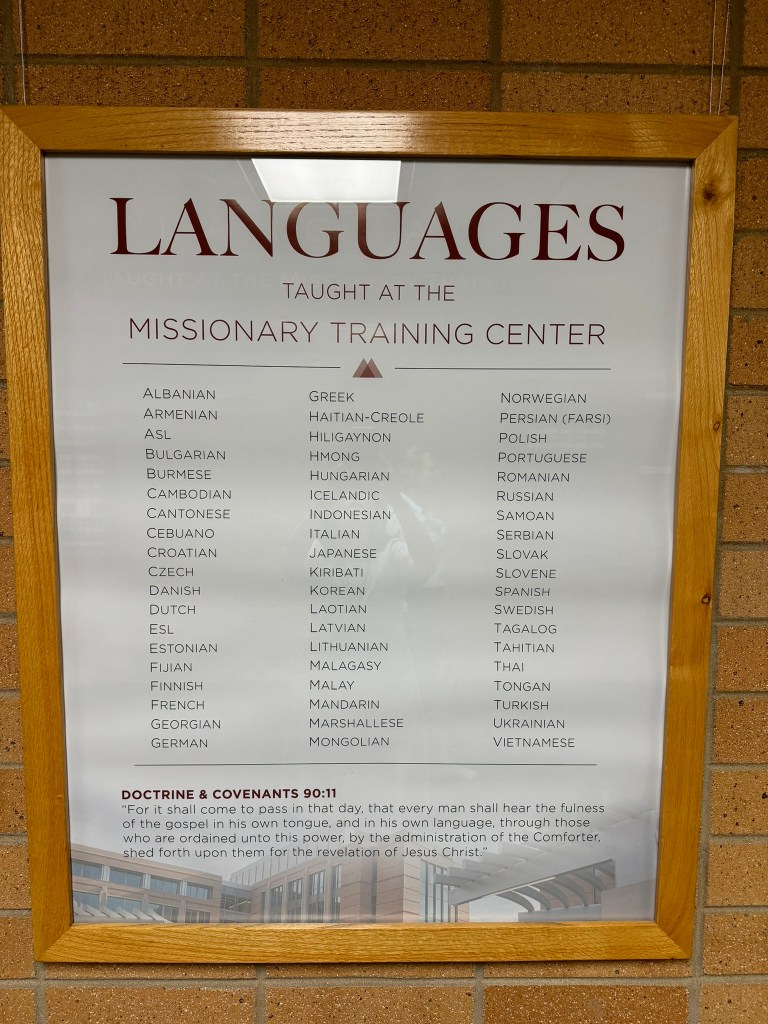 LANGUAGES
TAUGHT AT THE
MISSIONARY TRAINING CENTER
ALBANIAN
ARMENIAN
ASL
BULGARIAN
BURMESE
CAMBODIAN
CANTONESE
CEBUANO
CROATIAN
CZECH
DANISH
DUTCH
ESL
ESTONIAN
FIJIAN
FINNISH
FRENCH
GEORGIAN
GERMAN
GREEK
HAITIAN-CREOLE
HILIGAYNON
HMONG
HUNGARIAN
ICELANDIC
INDONESIAN
ITALIAN
JAPANESE
KIRIBATI
KOREAN
LAOTIAN
LATVIAN
LITHUANIAN
MALAGASY
MALAY
MANDARIN
MARSHALLESE
MONGOLIAN
NORWEGIAN
PERSIAN (FARSI)
POLISH
PORTUGUESE
ROMANIAN
RUSSIAN
SAMOAN
SERBIAN
SLOVAK
SLOVENE
SPANISH
SWEDISH
TAGALOG
TAHITIAN
THAI
TONGAN
TURKISH
UKRAINIAN
VIETNAMESE
DOCTRINE & COVENANTS 90:11
"For it shall come to pass in that day, that every man shall hear the fulness
of the gospel in his own tongue, and in his own language, through those
who are ordained unto this power, by the administration of the Comforter,
shed forth upon them for the revelation of Jesus Christ."